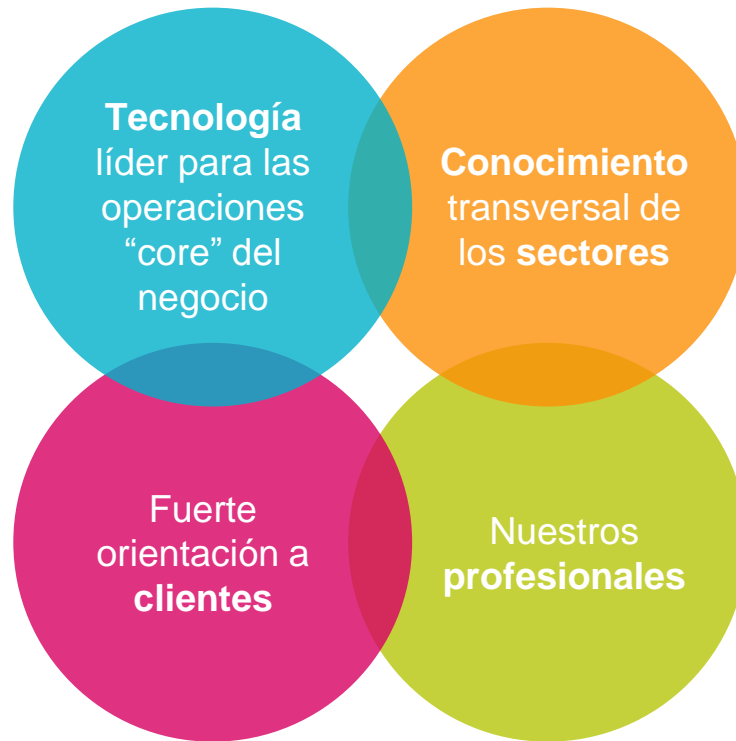 Tecnología
líder para las
operaciones
“core” del
negocio
Conocimiento
transversal de
los sectores
Fuerte
orientación a
clientes
Nuestros
profesionales